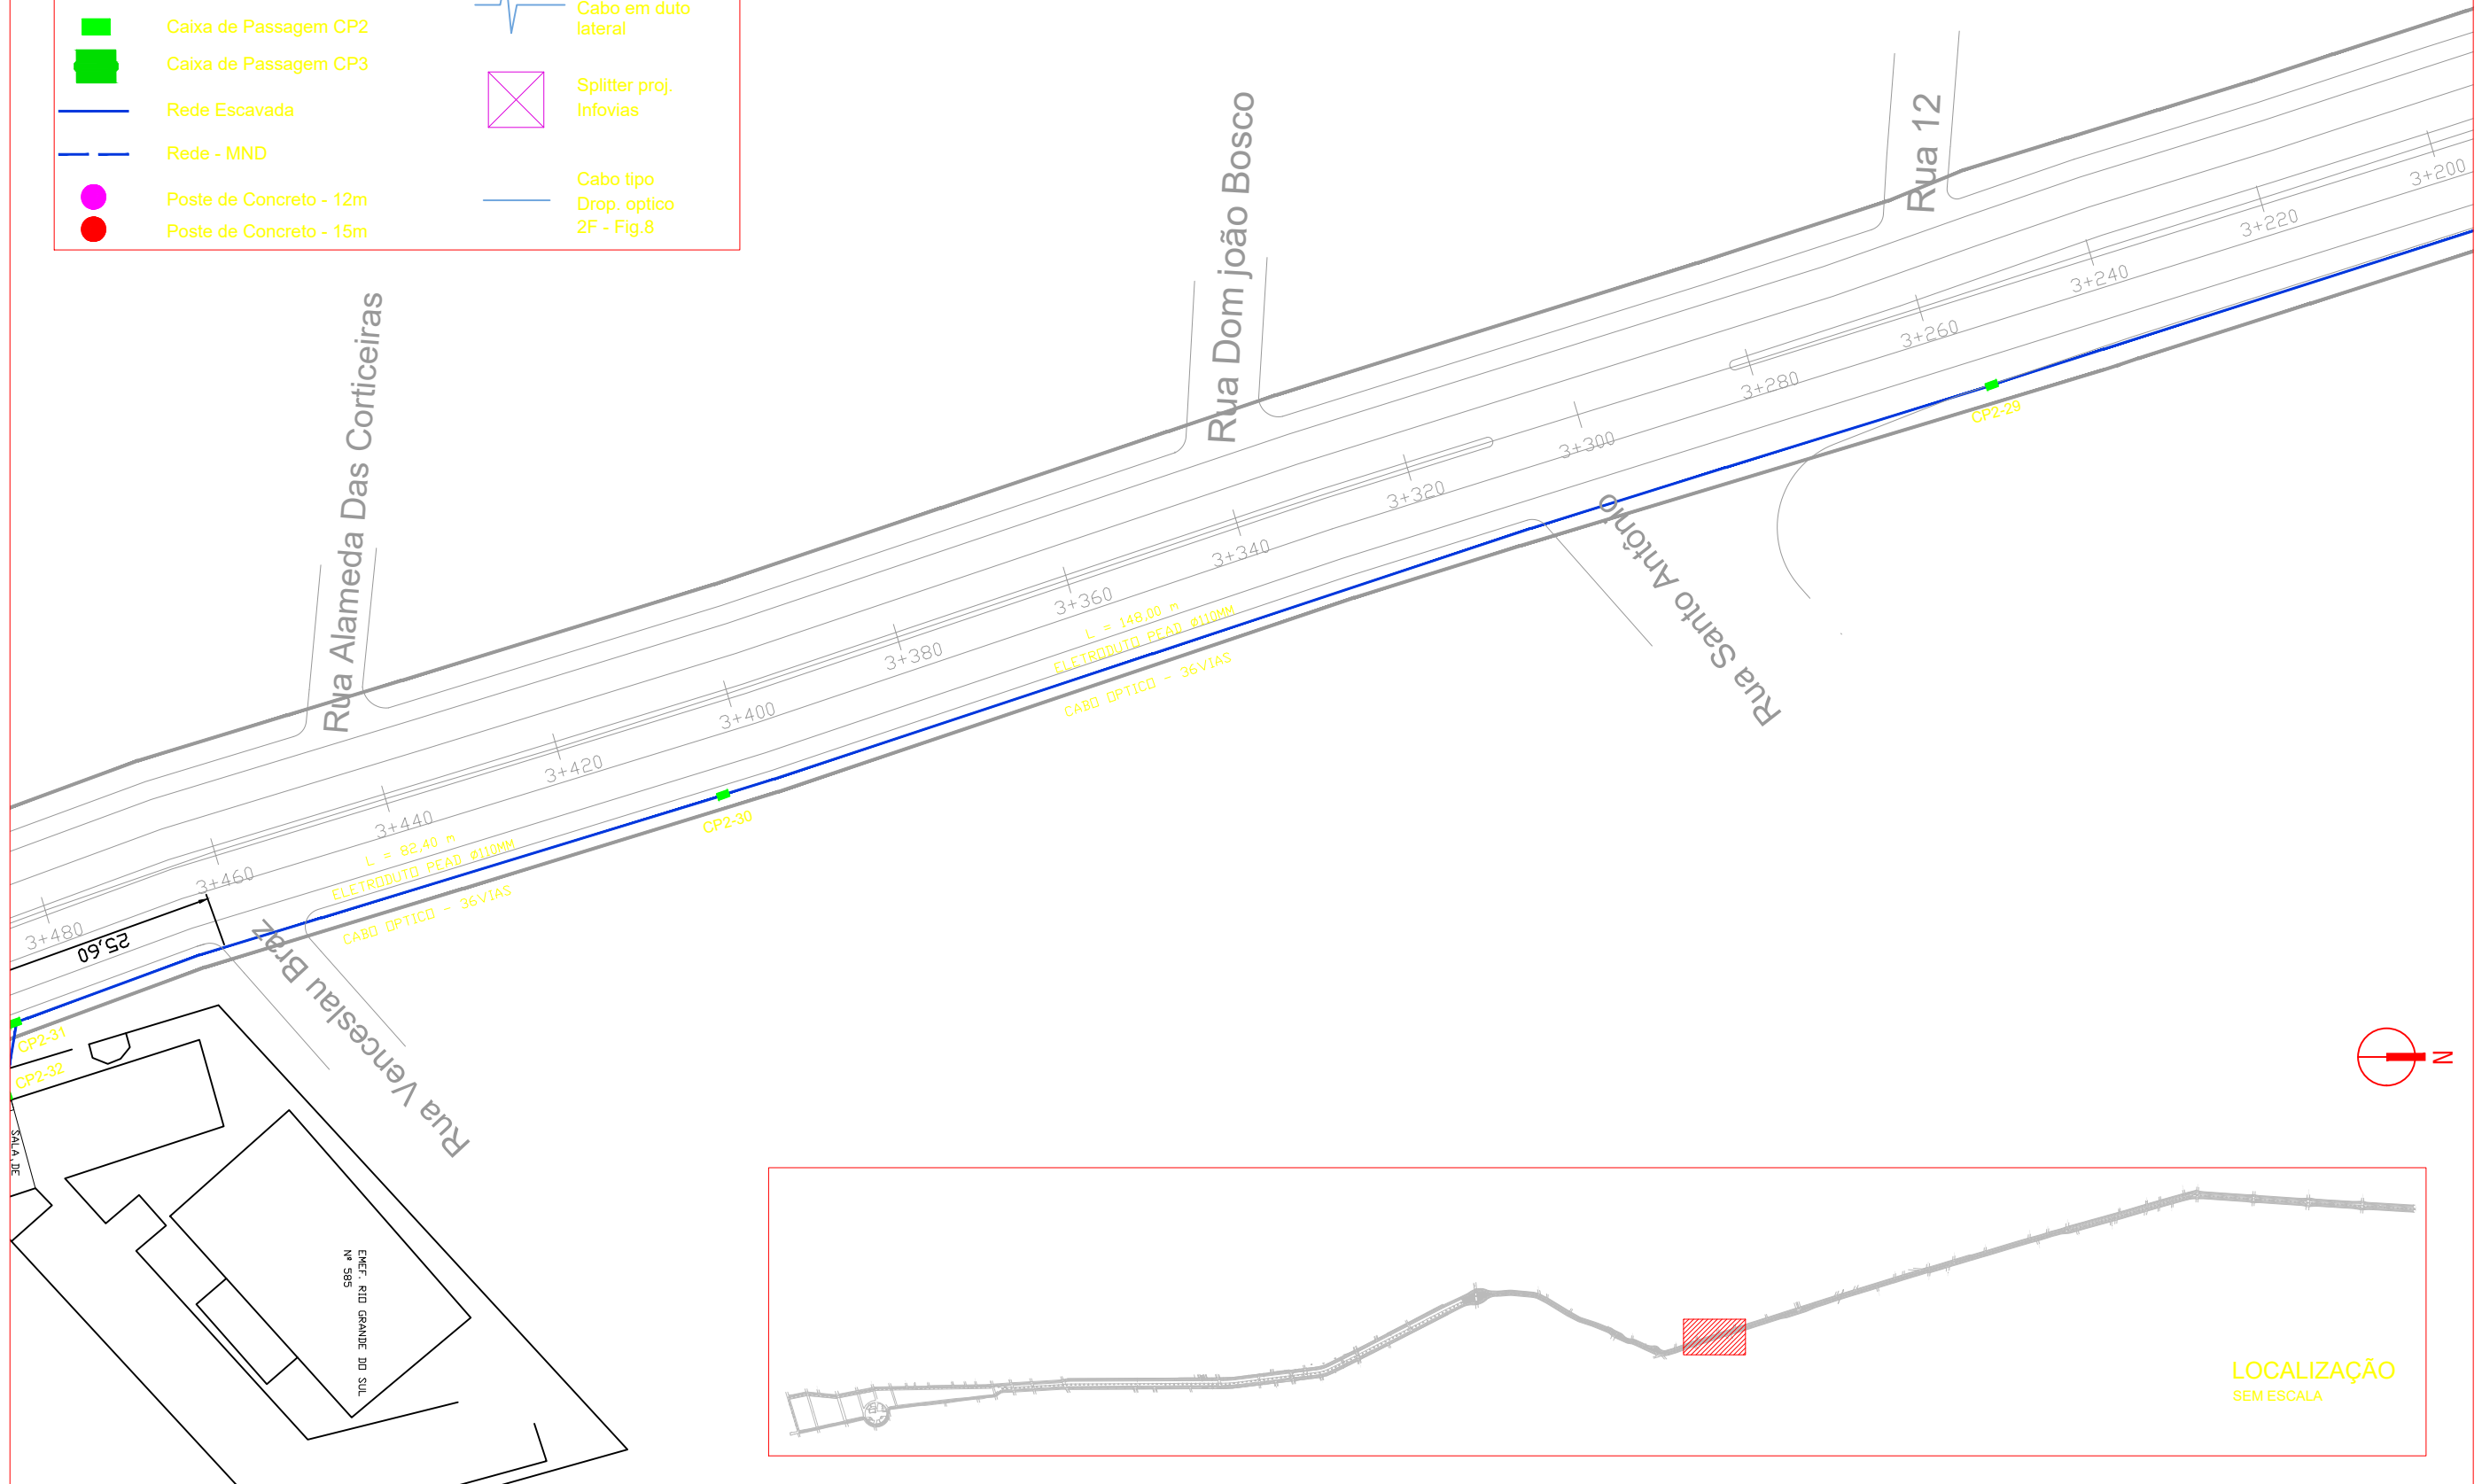 Caixa de Passagem CP2
Caixa de Passagem CP3
Rede Escavada
Rede - MND
Poste de Concreto - 12m
Poste de Concreto - 15m
Cabo em duto
lateral
Splitter proj.
Infovias
Cabo tipo
Drop. optico
2F - Fig.8
Rua Alameda Das Corticeiras
Rua Dom joão Bosco
Rua 12
3+200
3+220
3+240
3+260
3+280
3+300
3+320
3+340
3+360
3+380
3+400
3+420
3+440
3+460
3+480
CP2-29
Rua Santo Antônio
L = 148,00 m
ELETRODUTO PEAD Ø110MM
CABO OPTICO - 36VIAS
CP2-30
L = 82,40 m
ELETRODUTO PEAD Ø110MM
CABO OPTICO - 36VIAS
25,60
Rua Venceslau Braz
CP2-31
CP2-32
SALA DE
EMEF. RIO GRANDE DO SUL
Nº 585
N
LOCALIZAÇÃO
SEM ESCALA